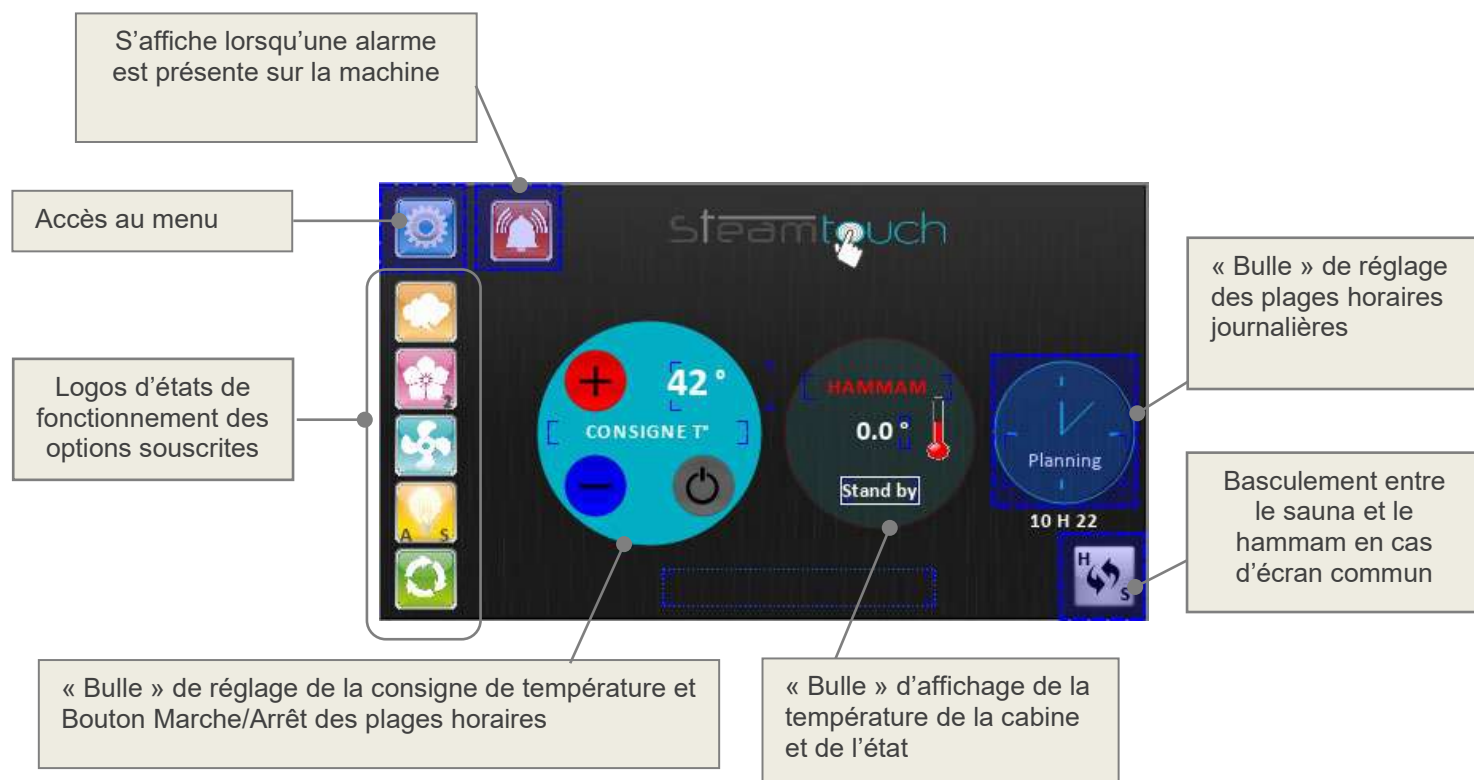 S’affiche lorsqu’une alarme
est présente sur la machine
Accès au menu
steamtouch
« Bulle » de réglage
des plages horaires
journalières
Logos d’états de
fonctionnement des
options souscrites
2
A S
42 °
CONSIGNE T°
HAMMAM
0.0 °
Stand by
Planning
10 H 22
H
S
Basculement entre
le sauna et le
hammam en cas
d’écran commun
« Bulle » de réglage de la consigne de température et
Bouton Marche/Arrêt des plages horaires
« Bulle » d’affichage de la
température de la cabine
et de l’état